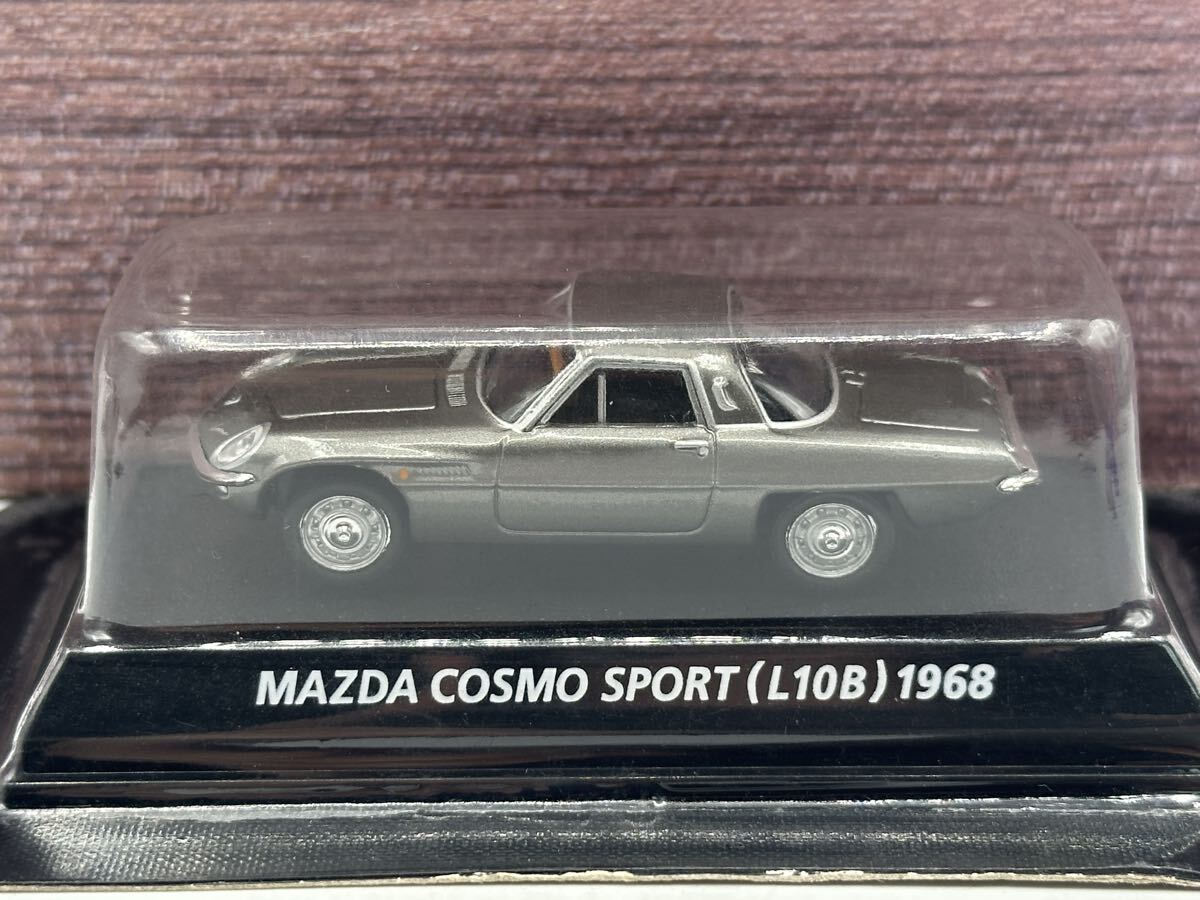 MAZDA COSMO SPORT (L10B) 1968